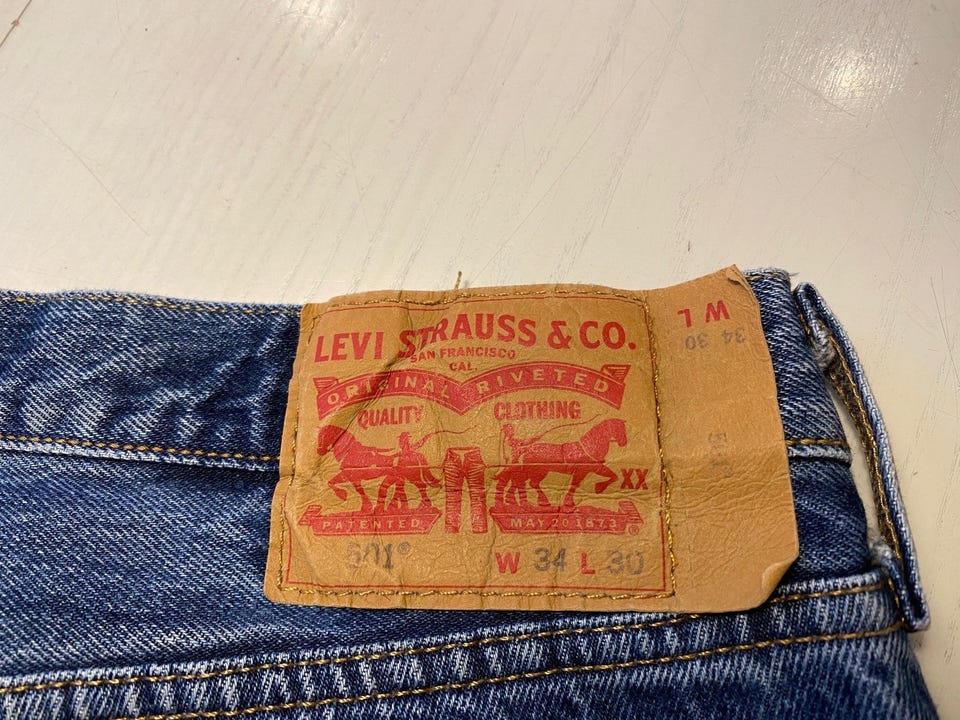 LEVI STRAUSS & CO.
SAN FRANCISCO
CAL.
ORIGINAL RIVETED
QUALITY CLOTHING
XX
PATENTED MAY 20 1873 ®
501® W 34 L 30
W L
34 30